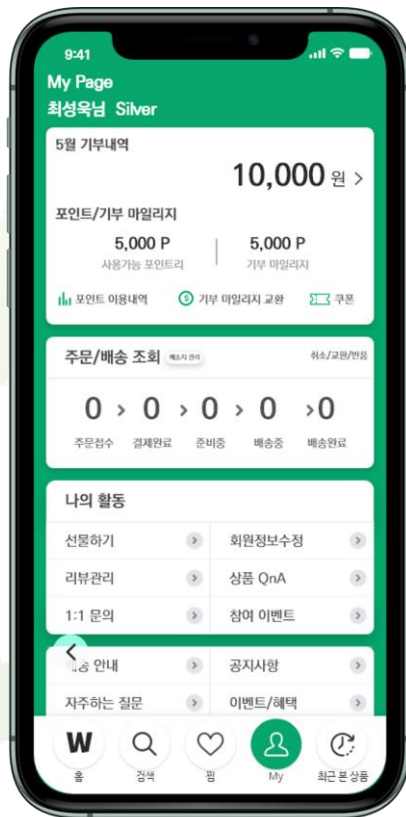 9:41
My Page
최성욱님 Silver
5월 기부내역
10,000 원 >
포인트/기부 마일리지
5,000 P | 5,000 P
사용가능 포인트리 기부 마일리지
포인트 이용내역 기부 마일리지 교환 쿠폰
주문/배송 조회 배송지 관리 취소/교환/반품
0 > 0 > 0 > 0 > 0
주문접수 결제완료 준비중 배송중 배송완료
나의 활동
선물하기 > 회원정보수정 >
리뷰관리 > 상품 QnA >
1:1 문의 > 참여 이벤트 >
안내 > 공지사항 >
자주하는 질문 > 이벤트/혜택 >
W
홈 검색 찜 My 최근 본 상품